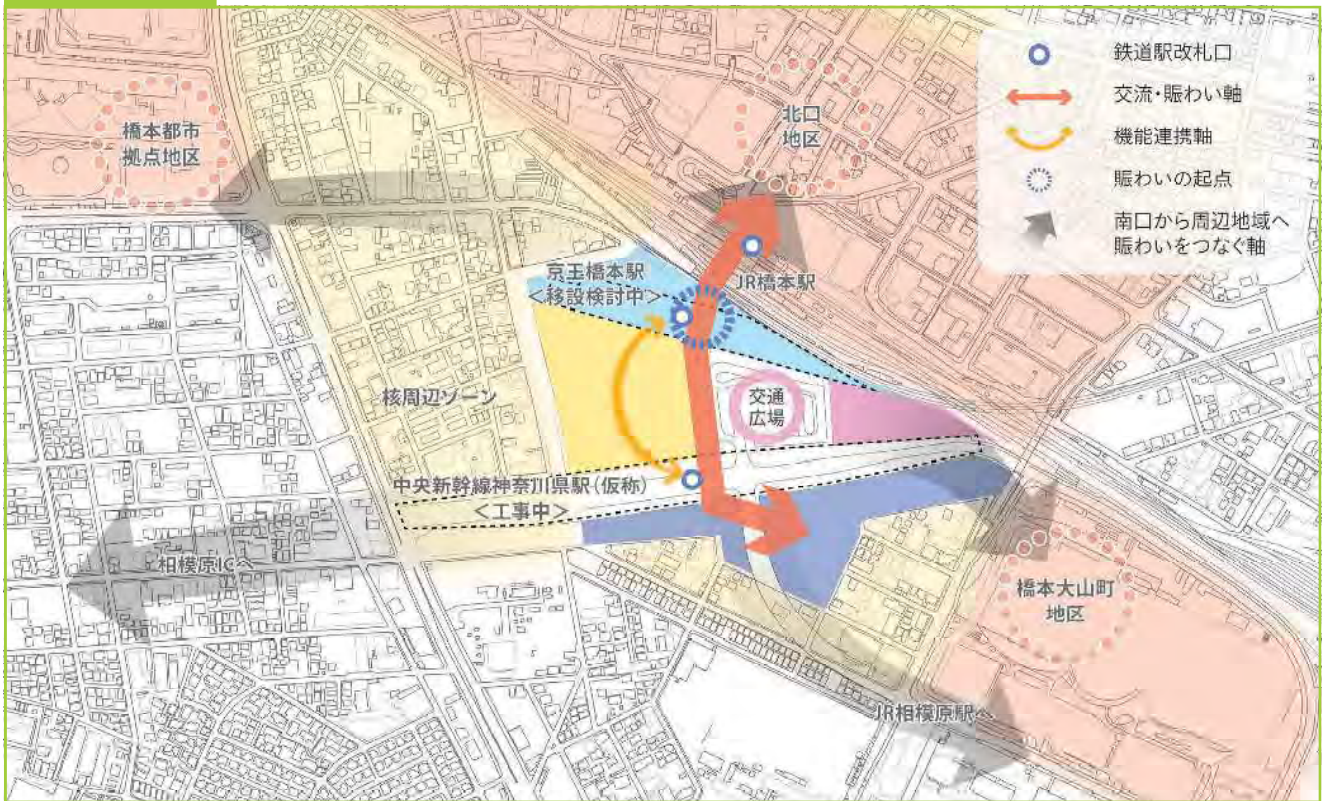 鉄道駅改札口
交流・賑わい軸
機能連携軸
賑わいの起点
南口から周辺地域へ
賑わいをつなぐ軸
橋本都市
拠点地区
北口
地区
京王橋本駅
<移設検討中>
JR橋本駅
核周辺ゾーン
交通
広場
中央新幹線神奈川県駅(仮称)
<工事中>
相模原ICへ
橋本大山町
地区
JR相模原駅へ